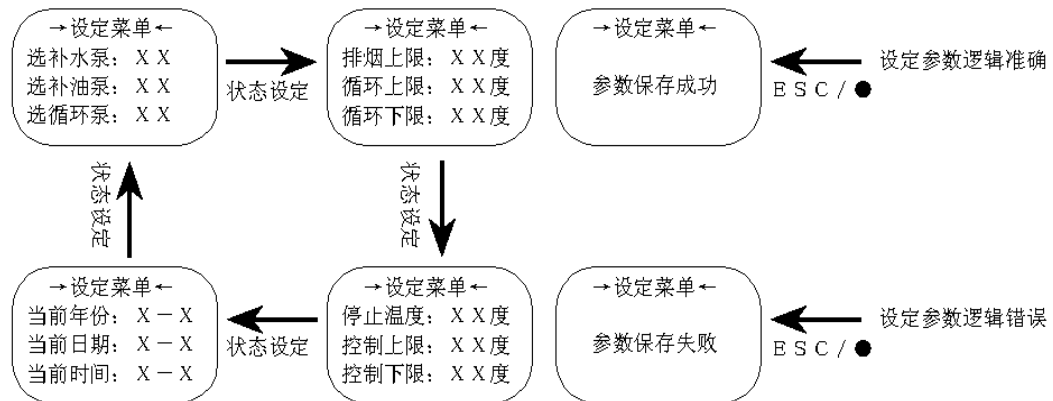 →设定菜单←
选补水泵：ＸＸ
选补油泵：ＸＸ
选循环泵：ＸＸ
状态设定
→设定菜单←
排烟上限：ＸＸ度
循环上限：ＸＸ度
循环下限：ＸＸ度
→设定菜单←
参数保存成功
设定参数逻辑准确
ＥＳＣ/●
状态设定
状态设定
→设定菜单←
当前年份：Ｘ－Ｘ
当前日期：Ｘ－Ｘ
当前时间：Ｘ－Ｘ
状态设定
→设定菜单←
停止温度：ＸＸ度
控制上限：ＸＸ度
控制下限：ＸＸ度
→设定菜单←
参数保存失败
设定参数逻辑错误
ＥＳＣ/●